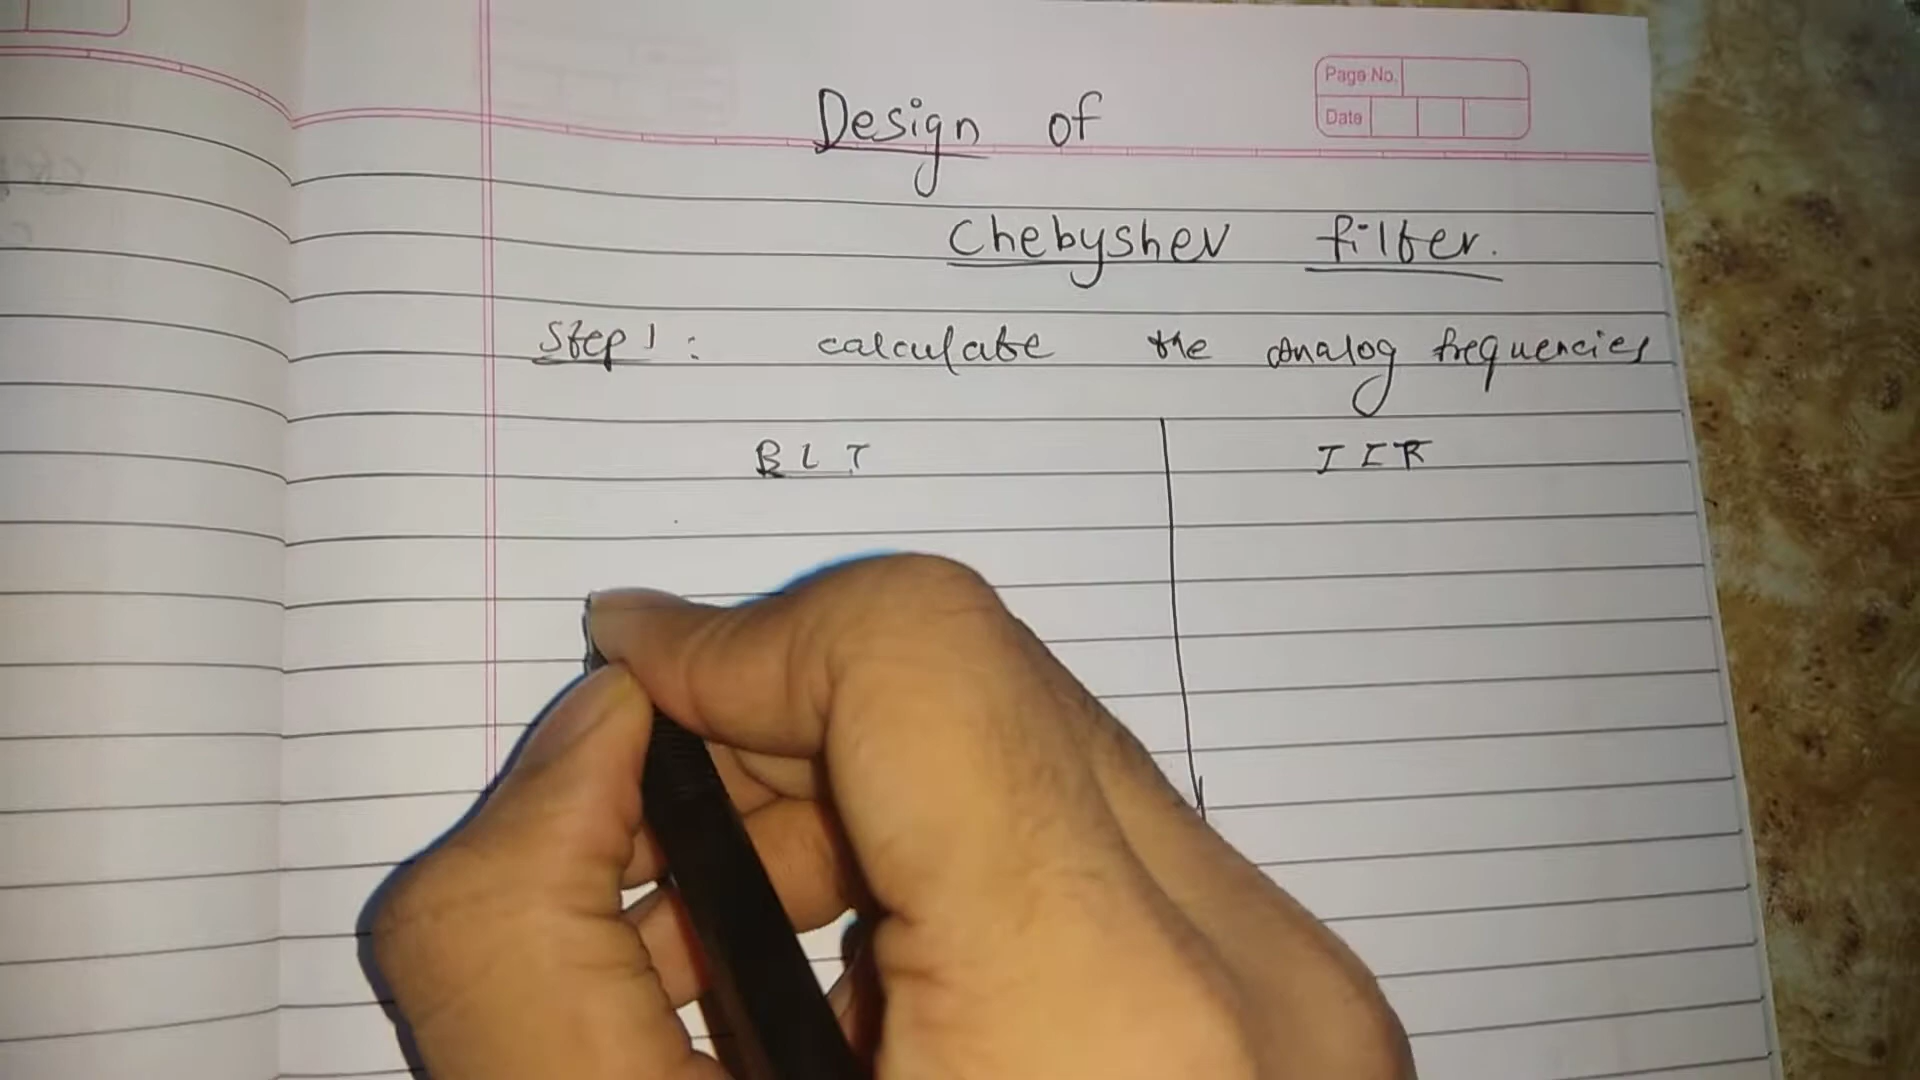 Page No.
Date
Design of
Chebyshev filter.
Step 1 : calculate the analog frequencies
BLT IIR